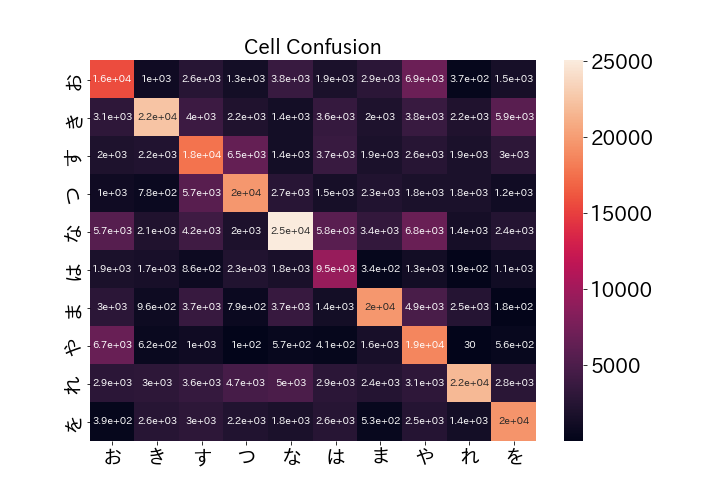 Cell Confusion
お 1.6e+04 1e+03 2.6e+03 1.3e+03 3.8e+03 1.9e+03 2.9e+03 6.9e+03 3.7e+02 1.5e+03
き 3.1e+03 2.2e+04 4e+03 2.2e+03 1.4e+03 3.6e+03 2e+03 3.8e+03 2.2e+03 5.9e+03
す 2e+03 2.2e+03 1.8e+04 6.5e+03 1.4e+03 3.7e+03 1.9e+03 2.6e+03 1.9e+03 3e+03
つ 1e+03 7.8e+02 5.7e+03 2e+04 2.7e+03 1.5e+03 2.3e+03 1.8e+03 1.8e+03 1.2e+03
な 5.7e+03 2.1e+03 4.2e+03 2e+03 2.5e+04 5.8e+03 3.4e+03 6.8e+03 1.4e+03 2.4e+03
は 1.9e+03 1.7e+03 8.6e+02 2.3e+03 1.8e+03 9.5e+03 3.4e+02 1.3e+03 1.9e+02 1.1e+03
ま 3e+03 9.6e+02 3.7e+03 7.9e+02 3.7e+03 1.4e+03 2e+04 4.9e+03 2.5e+03 1.8e+02
や 6.7e+03 6.2e+02 1e+03 1e+02 5.7e+02 4.1e+02 1.6e+03 1.9e+04 30 5.6e+02
れ 2.9e+03 3e+03 3.6e+03 4.7e+03 5e+03 2.9e+03 2.4e+03 3.1e+03 2.2e+04 2.8e+03
を 3.9e+02 2.6e+03 3e+03 2.2e+03 1.8e+03 2.6e+03 5.3e+02 2.5e+03 1.4e+03 2e+04
お き す つ な は ま や れ を
25000
20000
15000
10000
5000